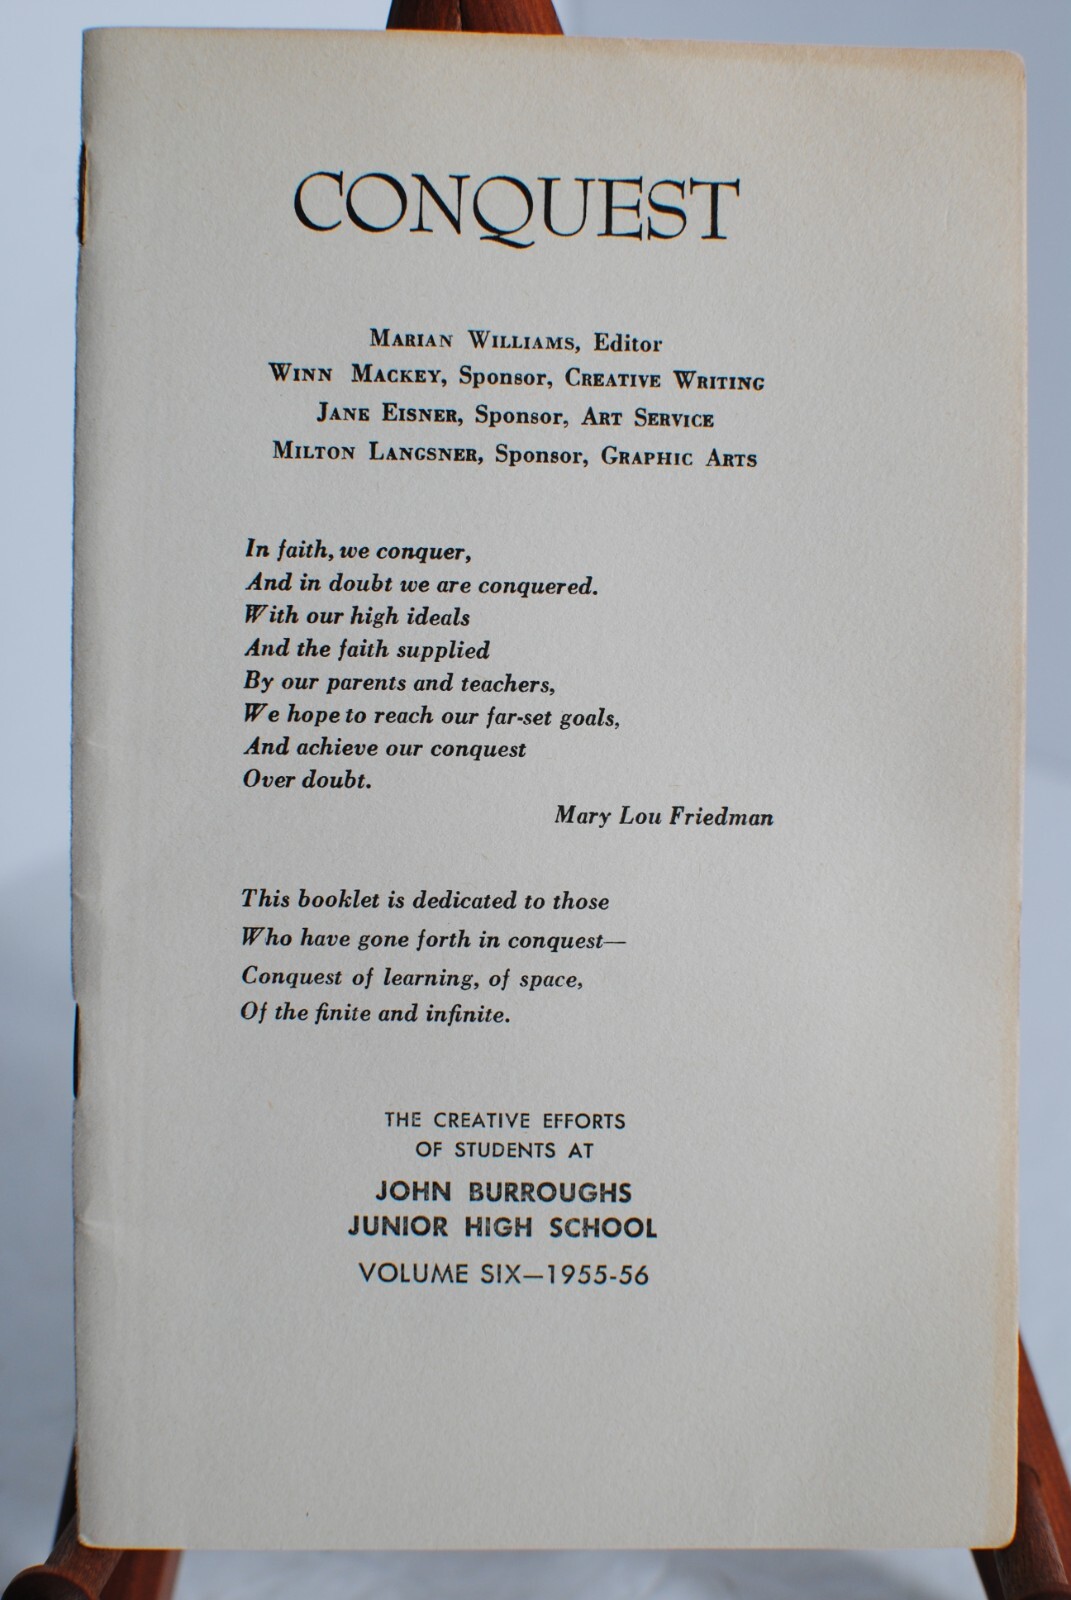 CONQUEST
MARIAN WILLIAMS, Editor
WINN MACKEY, Sponsor, CREATIVE WRITING
JANE EISNER, Sponsor, ART SERVICE
MILTON LANGSNER, Sponsor, GRAPHIC ARTS
In faith, we conquer,
And in doubt we are conquered.
With our high ideals
And the faith supplied
By our parents and teachers,
We hope to reach our far-set goals,
And achieve our conquest
Over doubt.
Mary Lou Friedman
This booklet is dedicated to those
Who have gone forth in conquest—
Conquest of learning, of space,
Of the finite and infinite.
THE CREATIVE EFFORTS
OF STUDENTS AT
JOHN BURROUGHS
JUNIOR HIGH SCHOOL
VOLUME SIX—1955-56